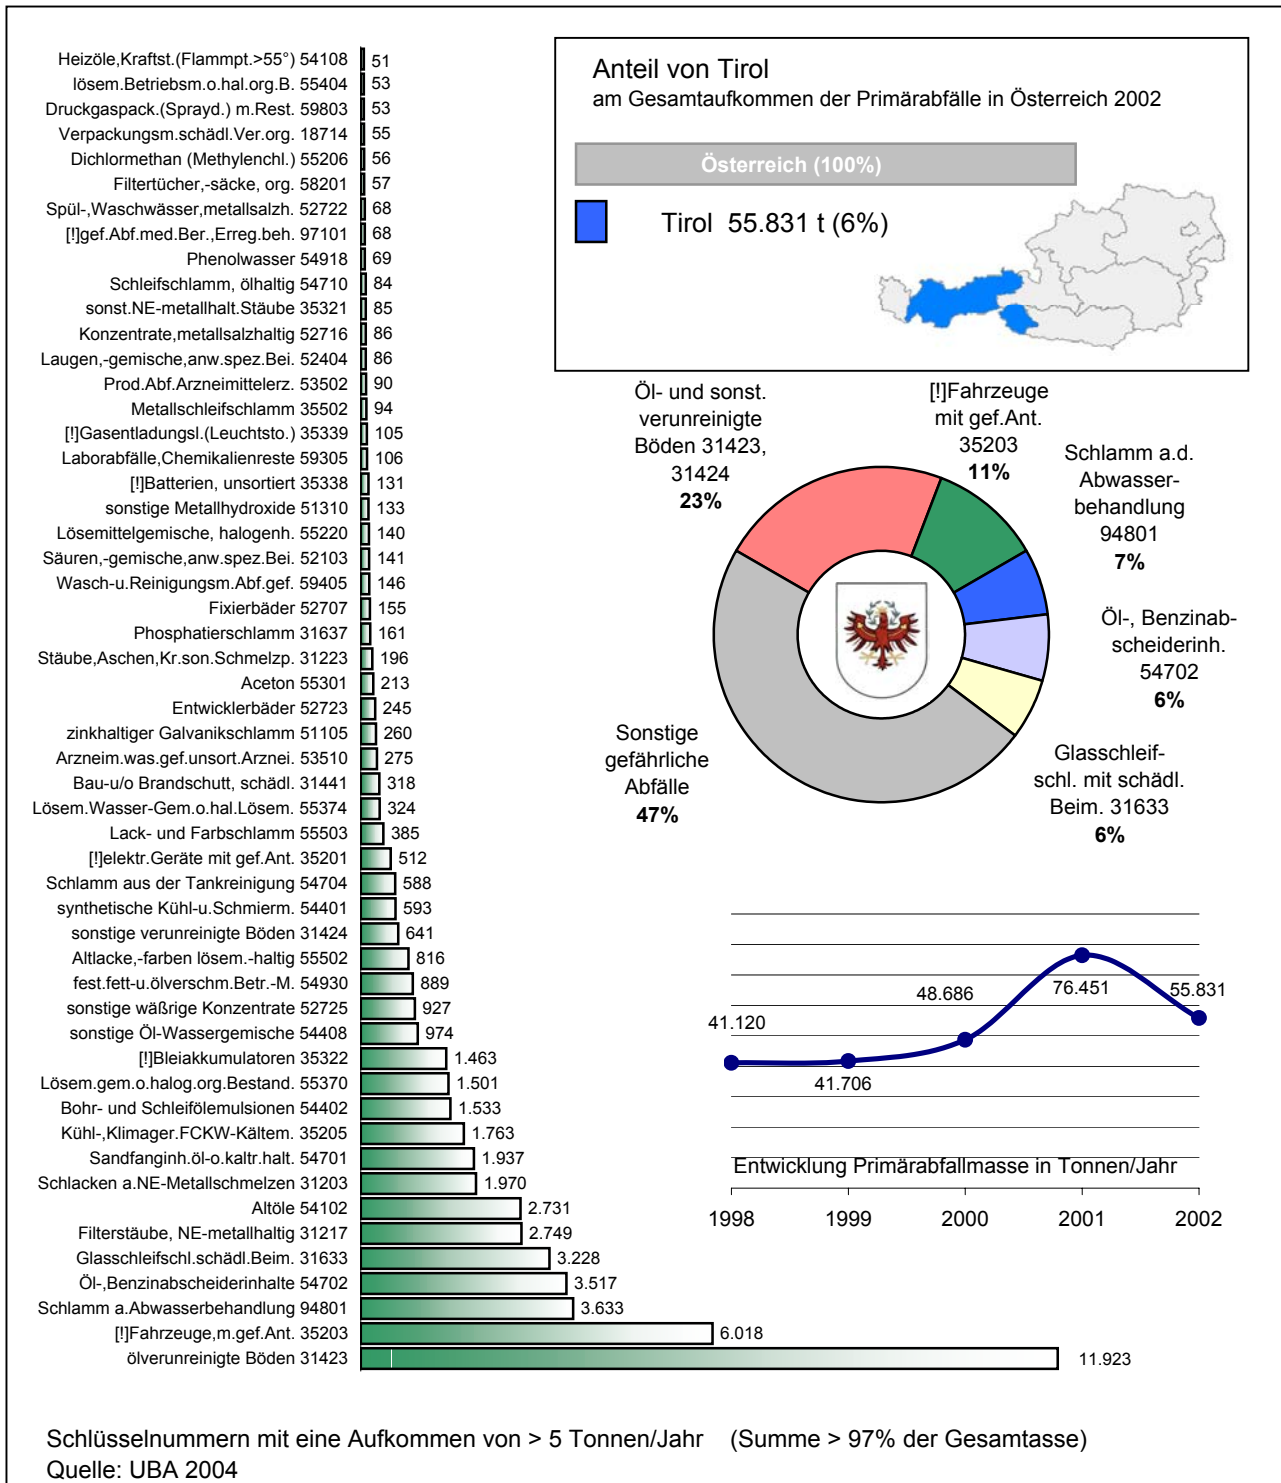 Heizöle,Kraftst.(Flammpt.>55°) 54108 51
lösem.Betriebsm.o.hal.org.B. 55404 53
Druckgaspack.(Sprayd.) m.Rest. 59803 53
Verpackungsm.schädl.Ver.org. 18714 55
Dichlormethan (Methylenchl.) 55206 56
Filtertücher,-säcke, org. 58201 57
Spül-,Waschwässer,metallsalzh. 52722 68
[!]gef.Abf.med.Ber.,Erreg.beh. 97101 68
Phenolwasser 54918 69
Schleifschlamm, ölhaltig 54710 84
sonst.NE-metallhalt.Stäube 35321 85
Konzentrate,metallsalzhaltig 52716 86
Laugen,-gemische,anw.spez.Bei. 52404 86
Prod.Abf.Arzneimittelerz. 53502 90
Metallschleifschlamm 35502 94
[!]Gasentladungsl.(Leuchtsto.) 35339 105
Laborabfälle,Chemikalienreste 59305 106
[!]Batterien, unsortiert 35338 131
sonstige Metallhydroxide 51310 133
Lösemittelgemische, halogenh. 55220 140
Säuren,-gemische,anw.spez.Bei. 52103 141
Wasch-u.Reinigungsm.Abf.gef. 59405 146
Fixierbäder 52707 155
Phosphatierschlamm 31637 161
Stäube,Aschen,Kr.son.Schmelzp. 31223 196
Aceton 55301 213
Entwicklerbäder 52723 245
zinkhaltiger Galvanikschlamm 51105 260
Arzneim.was.gef.unsort.Arznei. 53510 275
Bau-u/o Brandschutt, schädl. 31441 318
Lösem.Wasser-Gem.o.hal.Lösem. 55374 324
Lack- und Farbschlamm 55503 385
[!]elektr.Geräte mit gef.Ant. 35201 512
Schlamm aus der Tankreinigung 54704 588
synthetische Kühl-u.Schmierm. 54401 593
sonstige verunreinigte Böden 31424 641
Altlacke,-farben lösem.-haltig 55502 816
fest.fett-u.ölverschm.Betr.-M. 54930 889
sonstige wäßrige Konzentrate 52725 927
sonstige Öl-Wassergemische 54408 974
[!]Bleiakkumulatoren 35322 1.463
Lösem.gem.o.halog.org.Bestand. 55370 1.501
Bohr- und Schleifölemulsionen 54402 1.533
Kühl-,Klimager.FCKW-Kältem. 35205 1.763
Sandfanginh.öl-o.kaltr.halt. 54701 1.937
Schlacken a.NE-Metallschmelzen 31203 1.970
Altöle 54102 2.731
Filterstäube, NE-metallhaltig 31217 2.749
Glasschleifschl.schädl.Beim. 31633 3.228
Öl-,Benzinabscheiderinhalte 54702 3.517
Schlamm a.Abwasserbehandlung 94801 3.633
[!]Fahrzeuge,m.gef.Ant. 35203 6.018
ölverunreinigte Böden 31423 11.923
Anteil von Tirol
am Gesamtaufkommen der Primärabfälle in Österreich 2002
Österreich (100%)
Tirol 55.831 t (6%)
Öl- und sonst.
verunreinigte
Böden 31423,
31424
23%
[!]Fahrzeuge
mit gef.Ant.
35203
11%
Schlamm a.d.
Abwasser-
behandlung
94801
7%
Öl-, Benzinab-
scheiderinh.
54702
6%
Glasschleif-
schl. mit schädl.
Beim. 31633
6%
Sonstige
gefährliche
Abfälle
47%
41.120
41.706
48.686
76.451
55.831
Entwicklung Primärabfallmasse in Tonnen/Jahr
1998 1999 2000 2001 2002
Schlüsselnummern mit eine Aufkommen von > 5 Tonnen/Jahr (Summe > 97% der Gesamtasse)
Quelle: UBA 2004